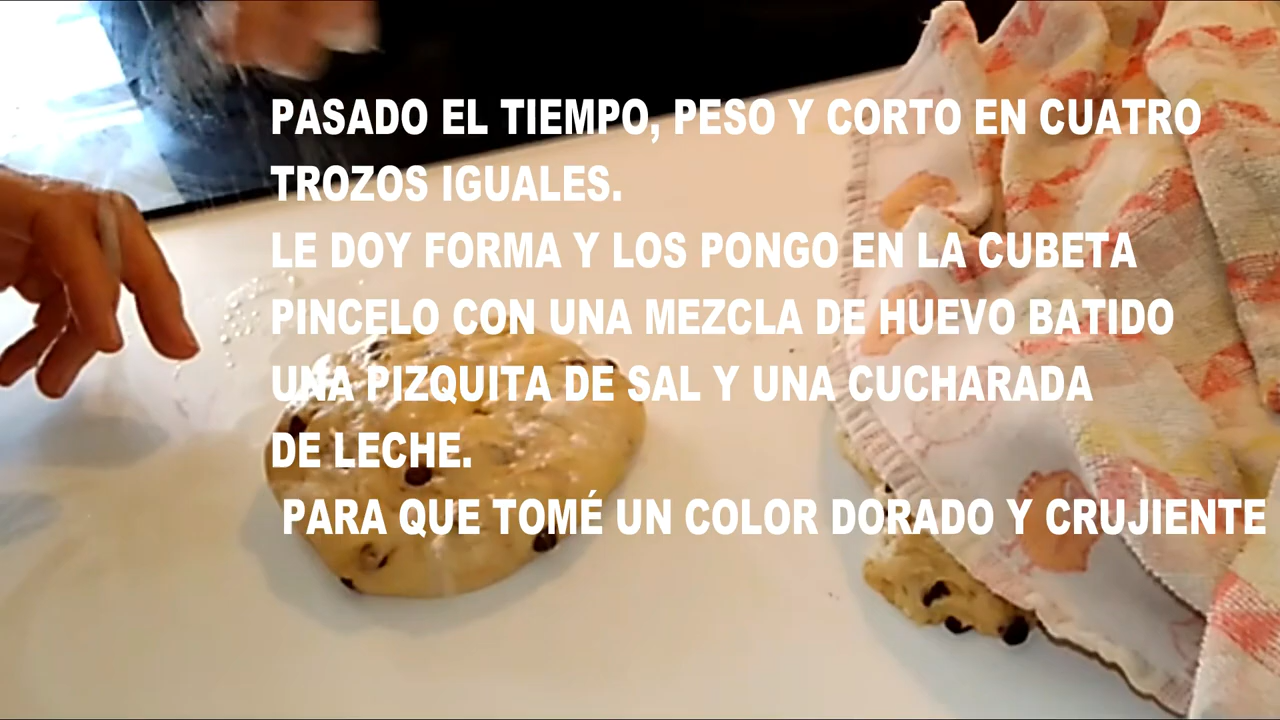 PASADO EL TIEMPO, PESO Y CORTO EN CUATRO
TROZOS IGUALES.
LE DOY FORMA Y LOS PONGO EN LA CUBETA
PINCELO CON UNA MEZCLA DE HUEVO BATIDO
UNA PIZQUITA DE SAL Y UNA CUCHARADA
DE LECHE.
PARA QUE TOMÉ UN COLOR DORADO Y CRUJIENTE